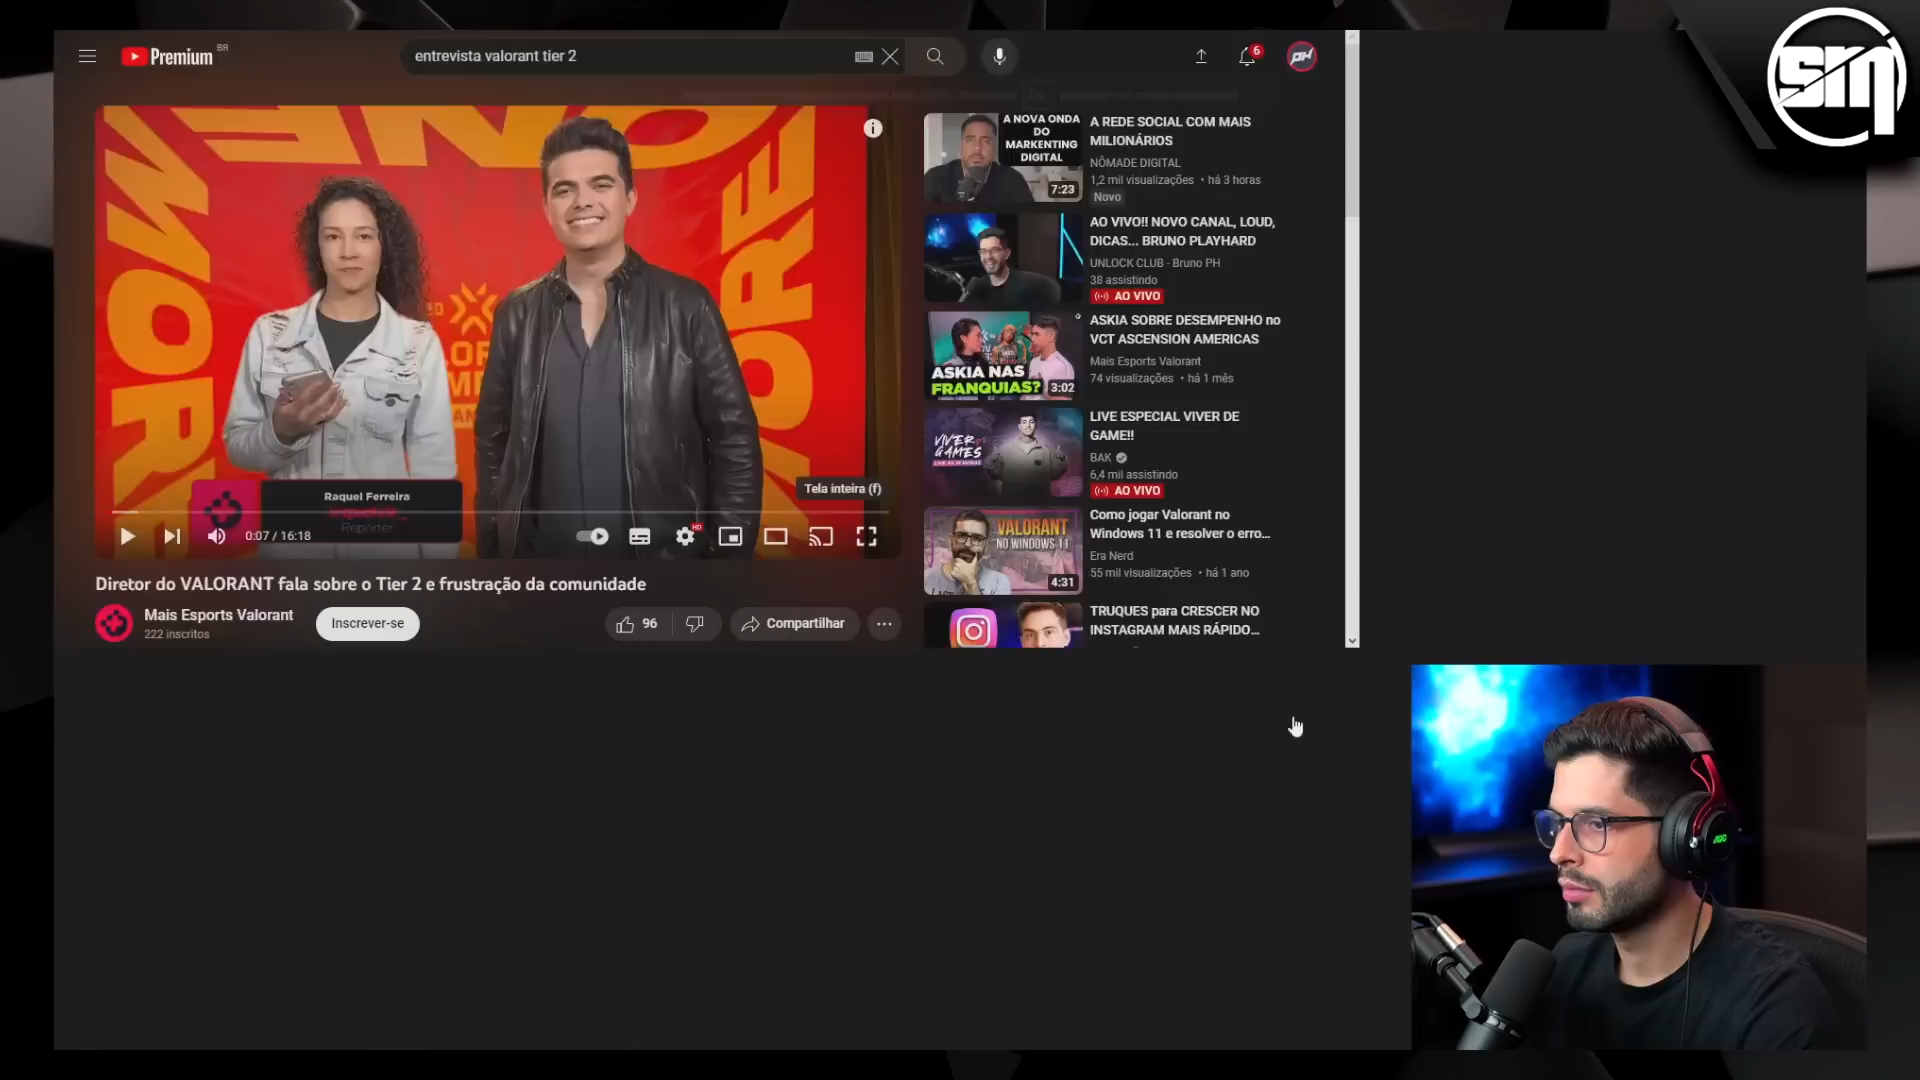 Premium BR
entrevista valorant tier 2
6
SM
Tela inteira (f)
Raquel Ferreira
Repórter
0:07 / 16:18
HD
Diretor do VALORANT fala sobre o Tier 2 e frustração da comunidade
Mais Esports Valorant
222 inscritos
Inscrever-se
96
Compartilhar
A NOVA ONDA
DO
MARKENTING
DIGITAL
7:23
A REDE SOCIAL COM MAIS
MILIONÁRIOS
NÔMADE DIGITAL
1,2 mil visualizações • há 3 horas
Novo
AO VIVO!! NOVO CANAL, LOUD,
DICAS... BRUNO PLAYHARD
UNLOCK CLUB - Bruno PH
38 assistindo
AO VIVO
ASKIA NAS
FRANQUIAS?
3:02
ASKIA SOBRE DESEMPENHO no
VCT ASCENSION AMERICAS
Mais Esports Valorant
74 visualizações • há 1 mês
VIVER DE
GAMES
LIVE ESPECIAL VIVER DE
GAME!!
BAK
6,4 mil assistindo
AO VIVO
VALORANT
NO WINDOWS 11
4:31
Como jogar Valorant no
Windows 11 e resolver o erro...
Era Nerd
55 mil visualizações • há 1 ano
TRUQUES para CRESCER NO
INSTAGRAM MAIS RÁPIDO...
AOC